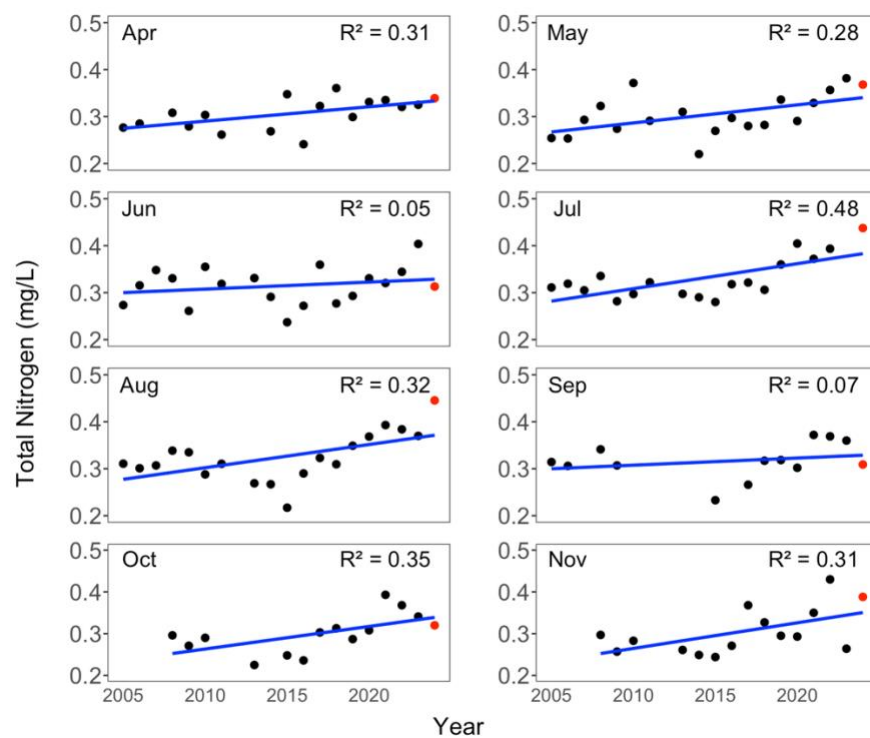 Total Nitrogen (mg/L)
Apr R² = 0.31
0.5
0.4
0.3
0.2
May R² = 0.28
0.5
0.4
0.3
0.2
Jun R² = 0.05
0.5
0.4
0.3
0.2
Jul R² = 0.48
0.5
0.4
0.3
0.2
Aug R² = 0.32
0.5
0.4
0.3
0.2
Sep R² = 0.07
0.5
0.4
0.3
0.2
Oct R² = 0.35
0.5
0.4
0.3
0.2
2005 2010 2015 2020
Nov R² = 0.31
0.5
0.4
0.3
0.2
2005 2010 2015 2020
Year